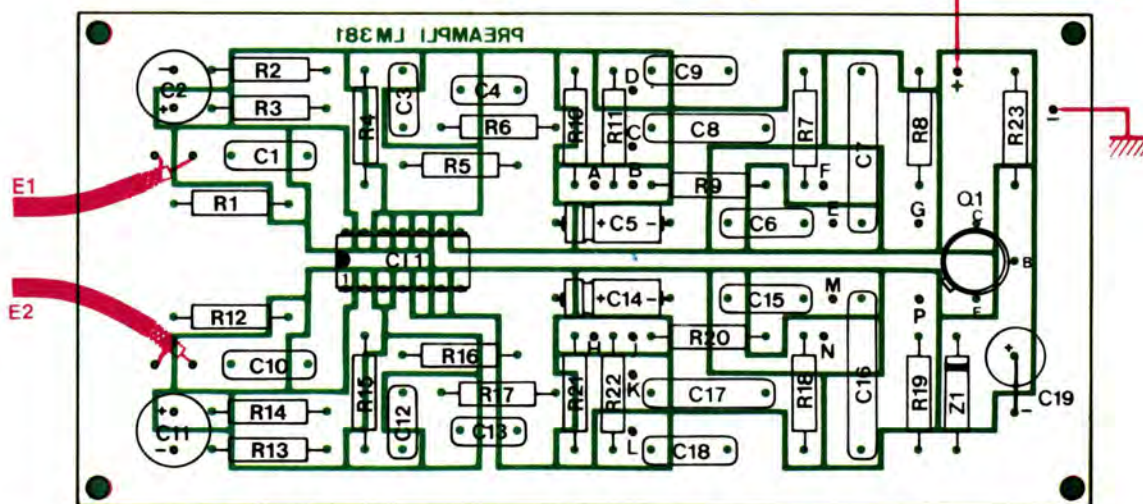 PREAMPLI LM381
- R2 R4 C3 C4 R10 R11 D C9 R7 C7 R8 + R23 -
C2
+ R3 R6 C C8
C1 R5 A B R9 F
E1
R1 + C5 - C6 E G Q1
C
CI1
1 B
E2
R12 + C14 - C15 M P E
R16 H J R20 N +
C10 R15 K C19
R17 R21 R22 C17 R18 C16 R19 Z1
+ R14 C12 C13 -
C11
- R13 L C18